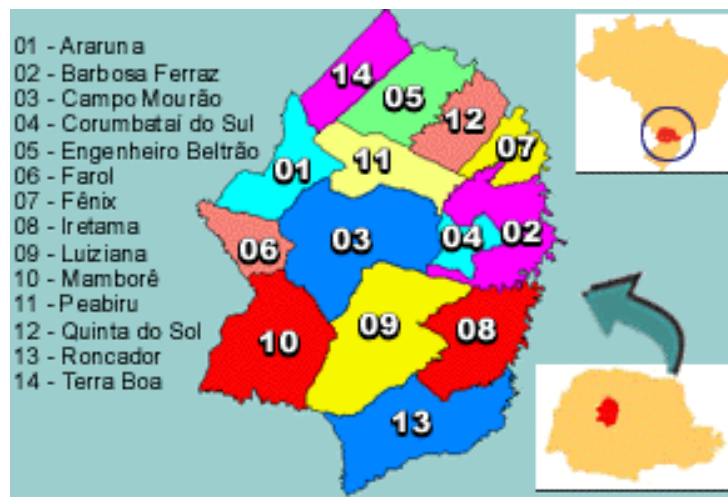 01 - Araruna
02 - Barbosa Ferraz
03 - Campo Mourão
04 - Corumbataí do Sul
05 - Engenheiro Beltrão
06 - Farol
07 - Fênix
08 - Iretama
09 - Luiziana
10 - Mamborê
11 - Peabiru
12 - Quinta do Sol
13 - Roncador
14 - Terra Boa
14
05
12
07
11
01
02
04
03
06
09
08
10
13